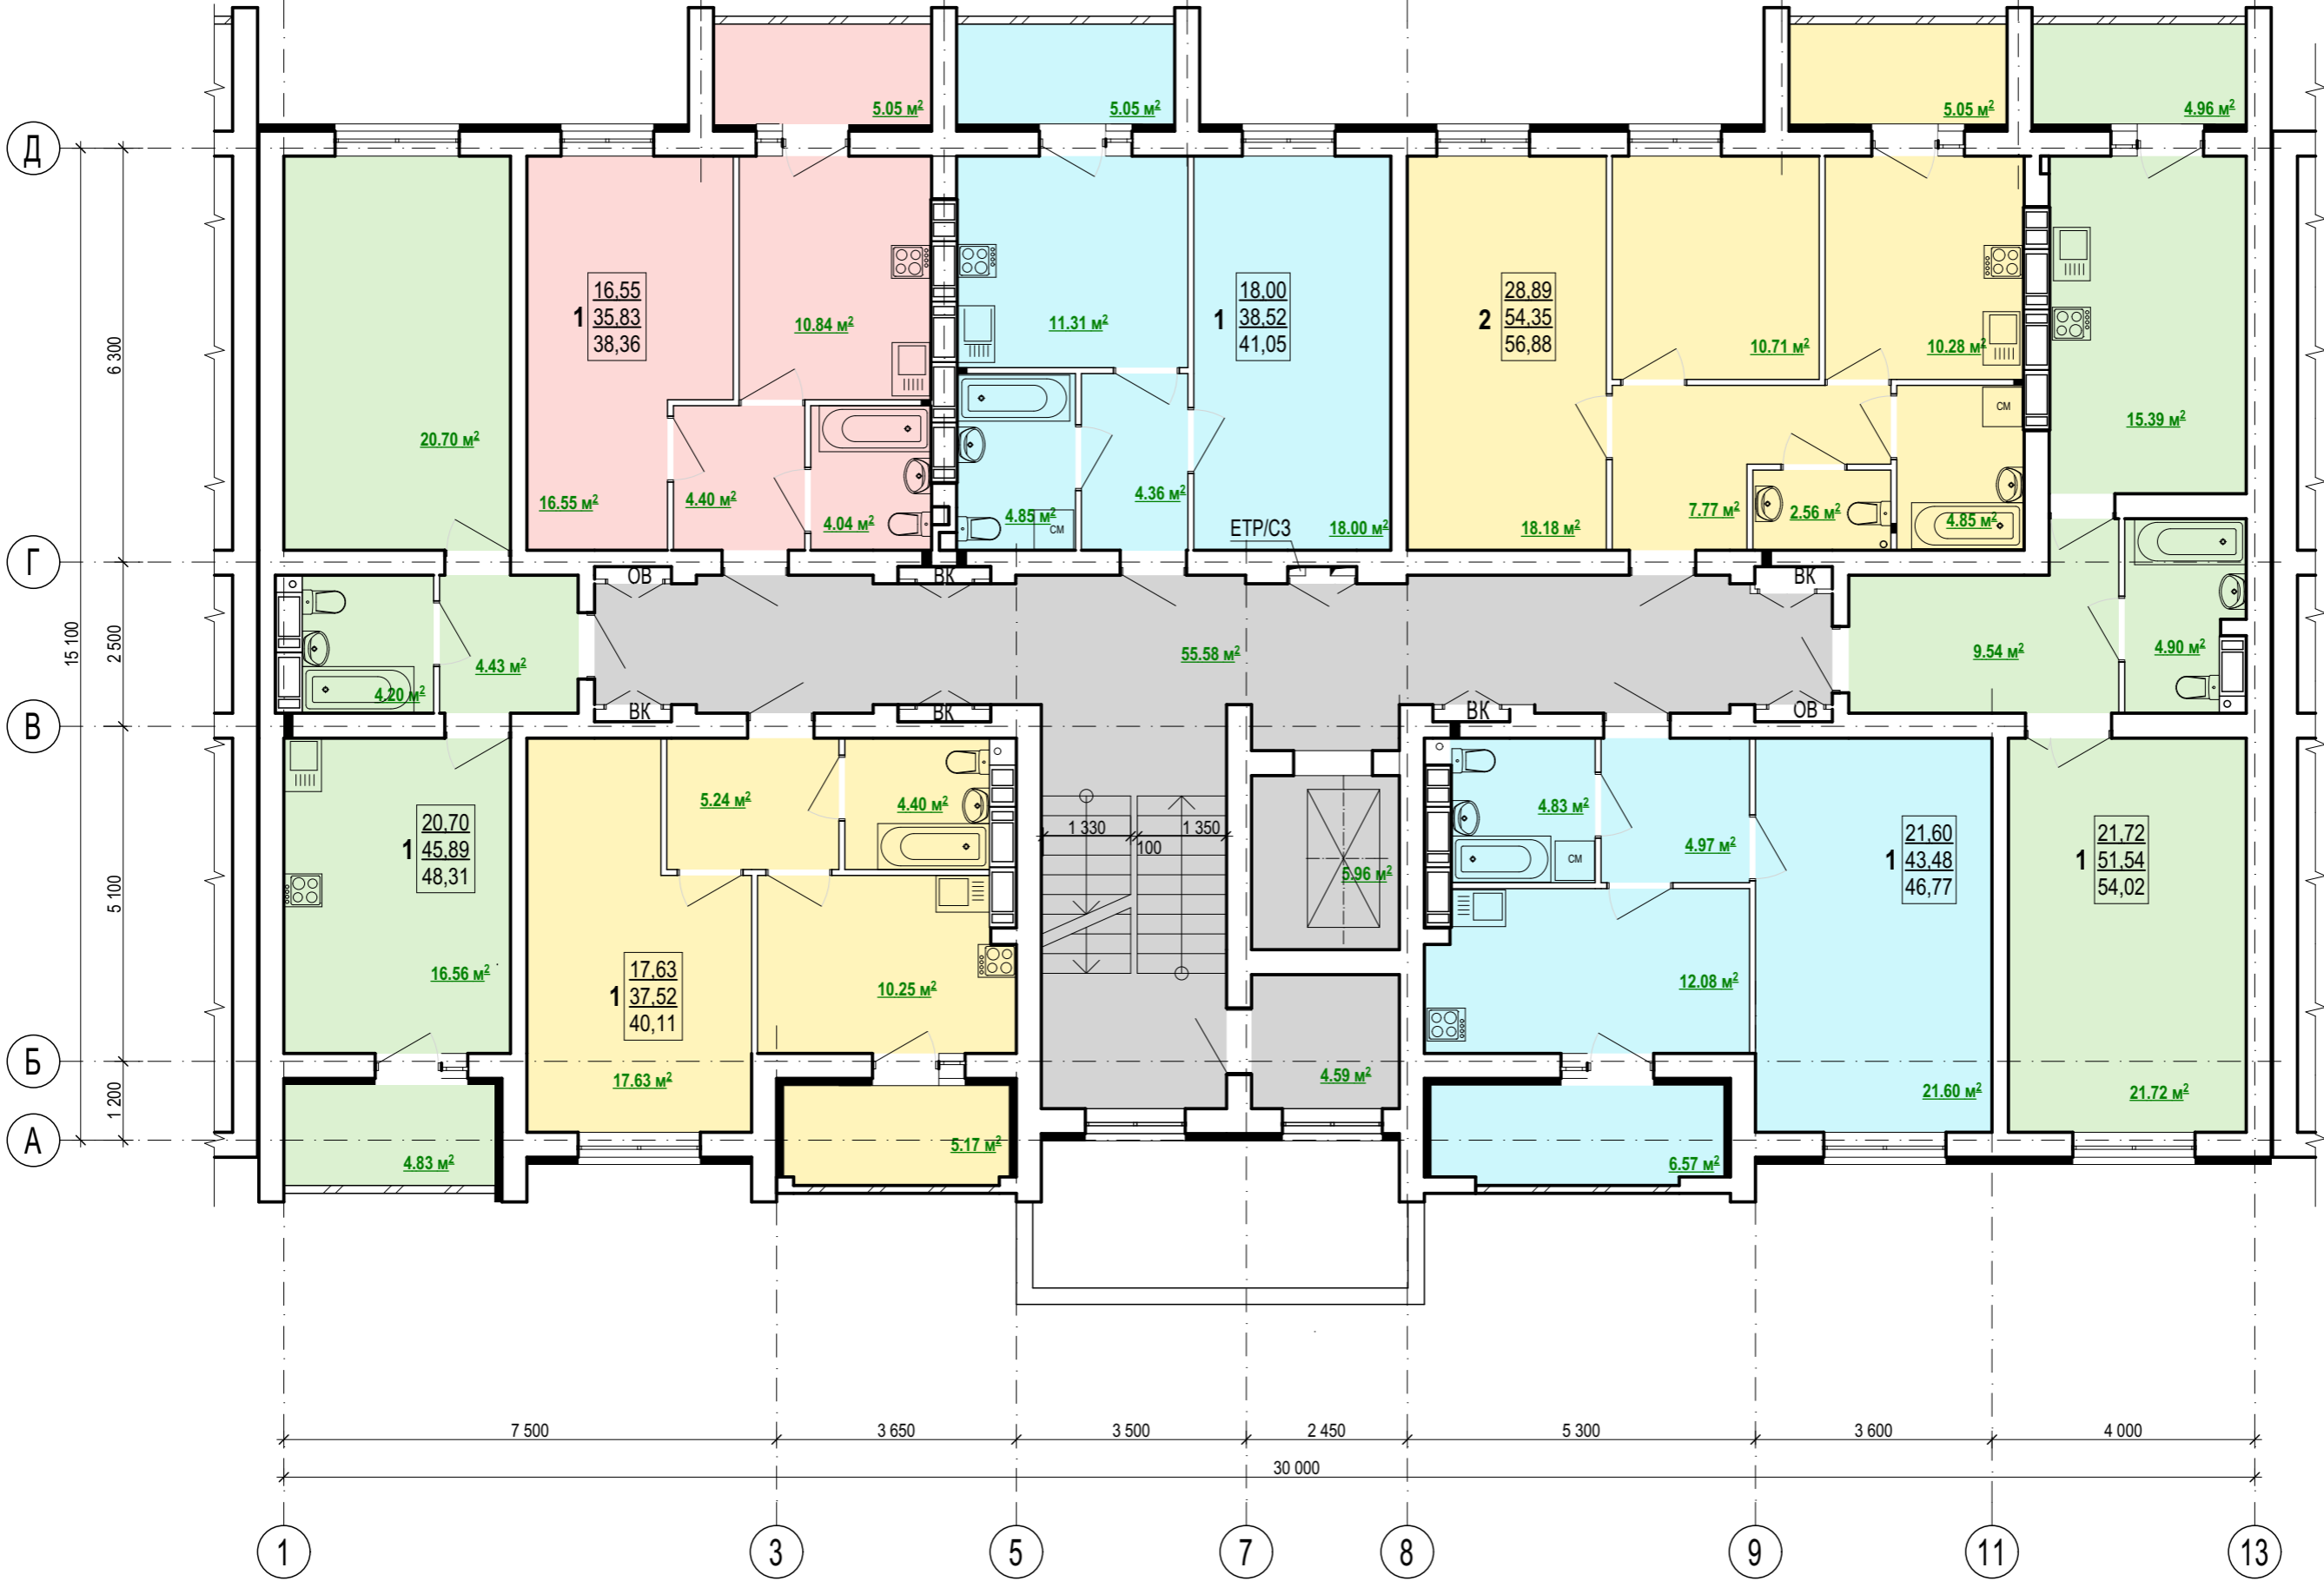 5.05 м²
5.05 м²
5.05 м²
4.96 м²
Д
16,55
1 35,83
38,36
10.84 м²
11.31 м²
18,00
1 38,52
41,05
28,89
2 54,35
56,88
10.71 м²
10.28 м²
6 300
СМ
20.70 м²
15.39 м²
16.55 м²
4.40 м²
4.04 м²
4.85 м²
СМ
4.36 м²
18.00 м²
ЕТР/СЗ
18.18 м²
7.77 м²
2.56 м²
4.85 м²
Г
ОВ
ВК
ВК
15 100
2 500
4.43 м²
4.20 м²
55.58 м²
9.54 м²
4.90 м²
В
ВК
ВК
ВК
ОВ
5.24 м²
4.40 м²
4.83 м²
СМ
4.97 м²
20,70
1 45,89
48,31
1 330
1 350
100
5.96 м²
21,60
1 43,48
46,77
21,72
1 51,54
54,02
5 100
16.56 м²
17,63
1 37,52
40,11
10.25 м²
12.08 м²
Б
17.63 м²
4.59 м²
21.60 м²
21.72 м²
1 200
А
4.83 м²
5.17 м²
6.57 м²
7 500
3 650
3 500
2 450
5 300
3 600
4 000
30 000
1
3
5
7
8
9
11
13